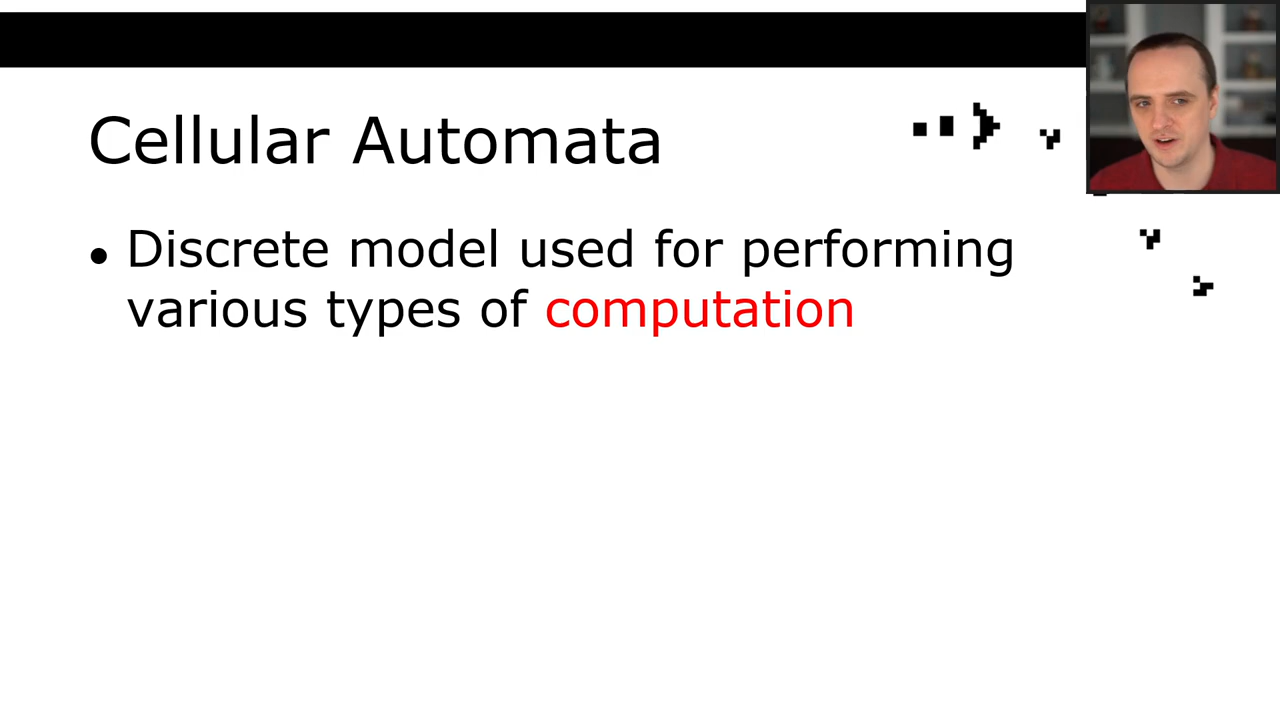 Cellular Automata
• Discrete model used for performing
various types of computation